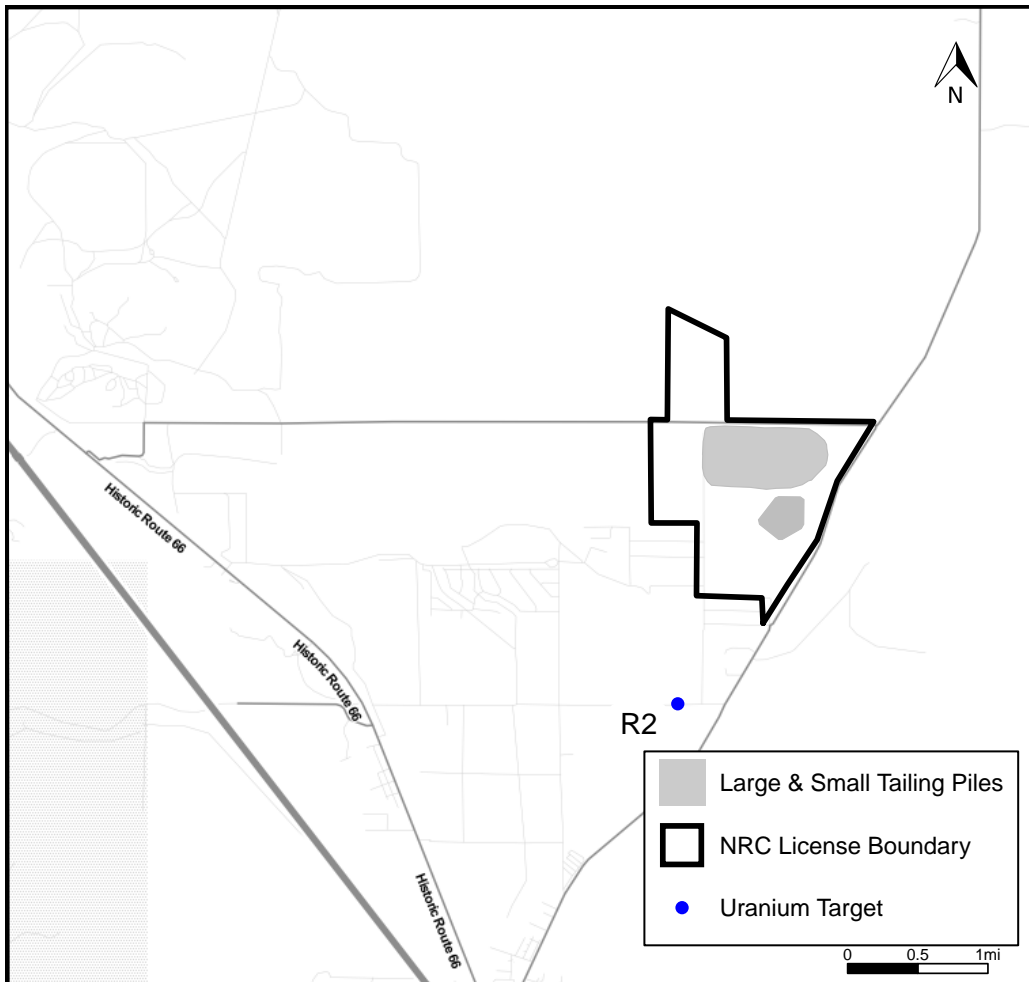 N
Historic Route 66
Historic Route 66
R2
Large & Small Tailing Piles
NRC License Boundary
Historic Route 66
Uranium Target
0 0.5 1mi